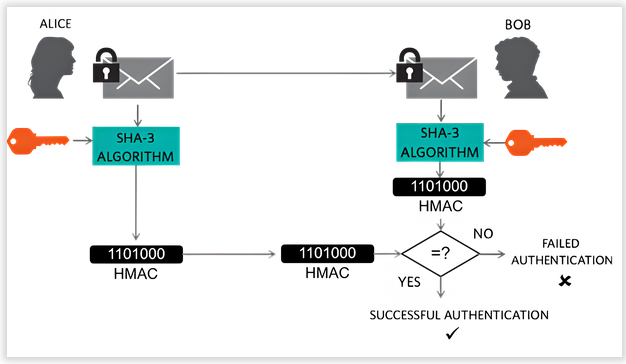 ALICE
BOB
SHA-3
ALGORITHM
SHA-3
ALGORITHM
1101000
HMAC
1101000
HMAC
1101000
HMAC
=?
NO
YES
FAILED
AUTHENTICATION
SUCCESSFUL AUTHENTICATION